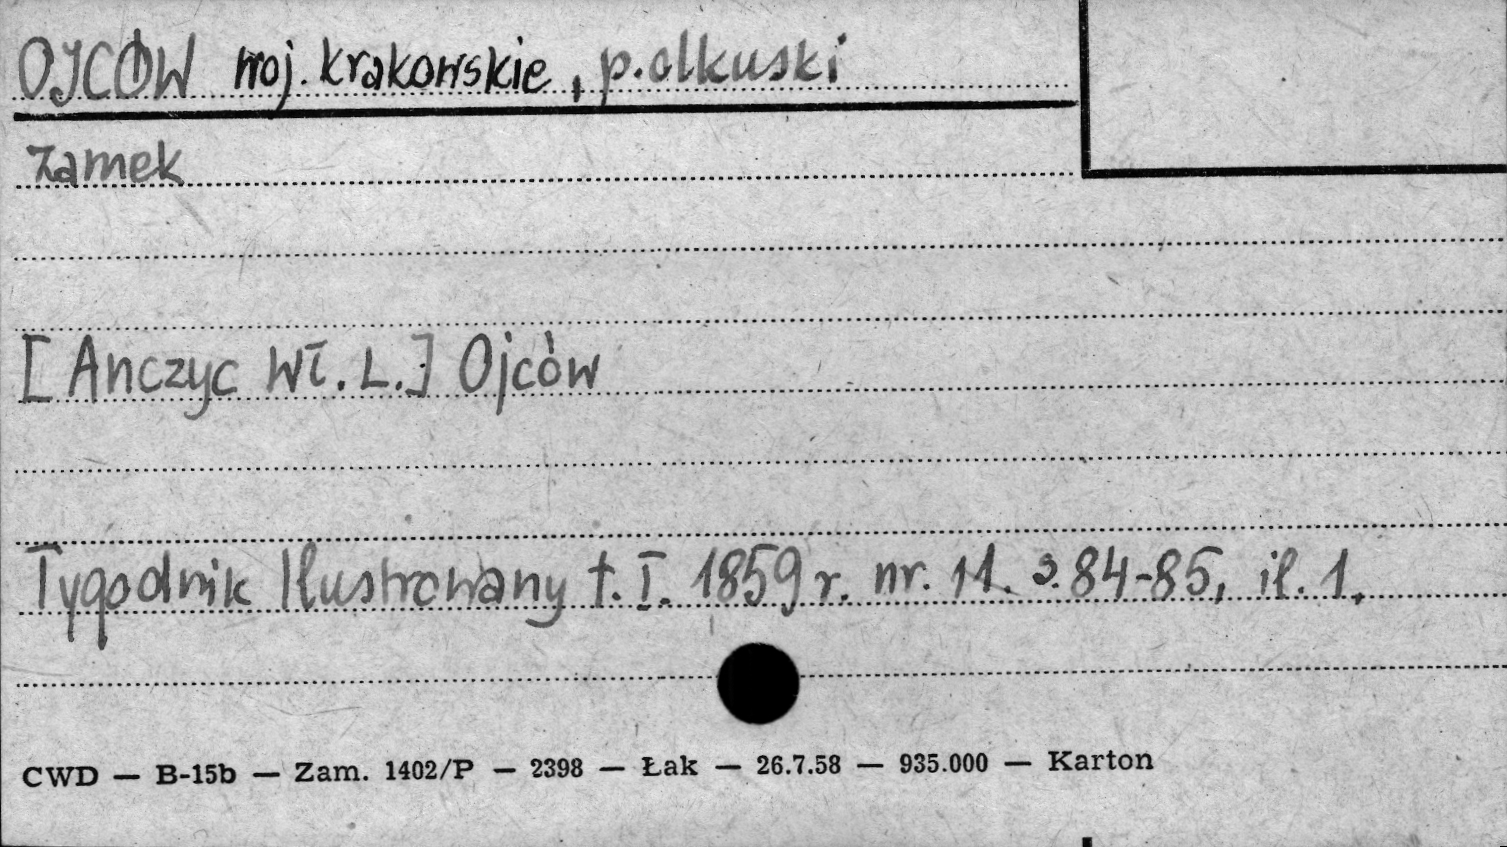 OJCÓW woj. krakowskie, p. olkuski
Zamek
[Anczyc Wł. L.] Ojców
Tygodnik Ilustrowany t. I. 1859 r. nr. 11. s. 84-85, il. 1.
CWD — B-15b — Zam. 1402/P — 2398 — Łak — 26.7.58 — 935.000 — Karton